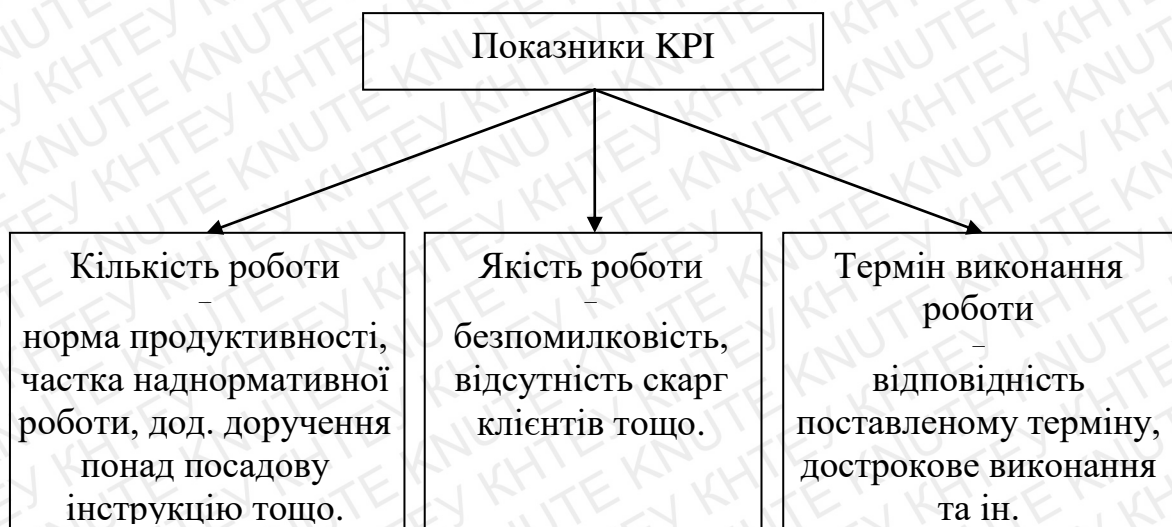 Показники KPI
Кількість роботи
–
норма продуктивності,
частка наднормативної
роботи, дод. доручення
понад посадову
інструкцію тощо.
Якість роботи
–
безпомилковість,
відсутність скарг
клієнтів тощо.
Термін виконання
роботи
–
відповідність
поставленому терміну,
дострокове виконання
та ін.